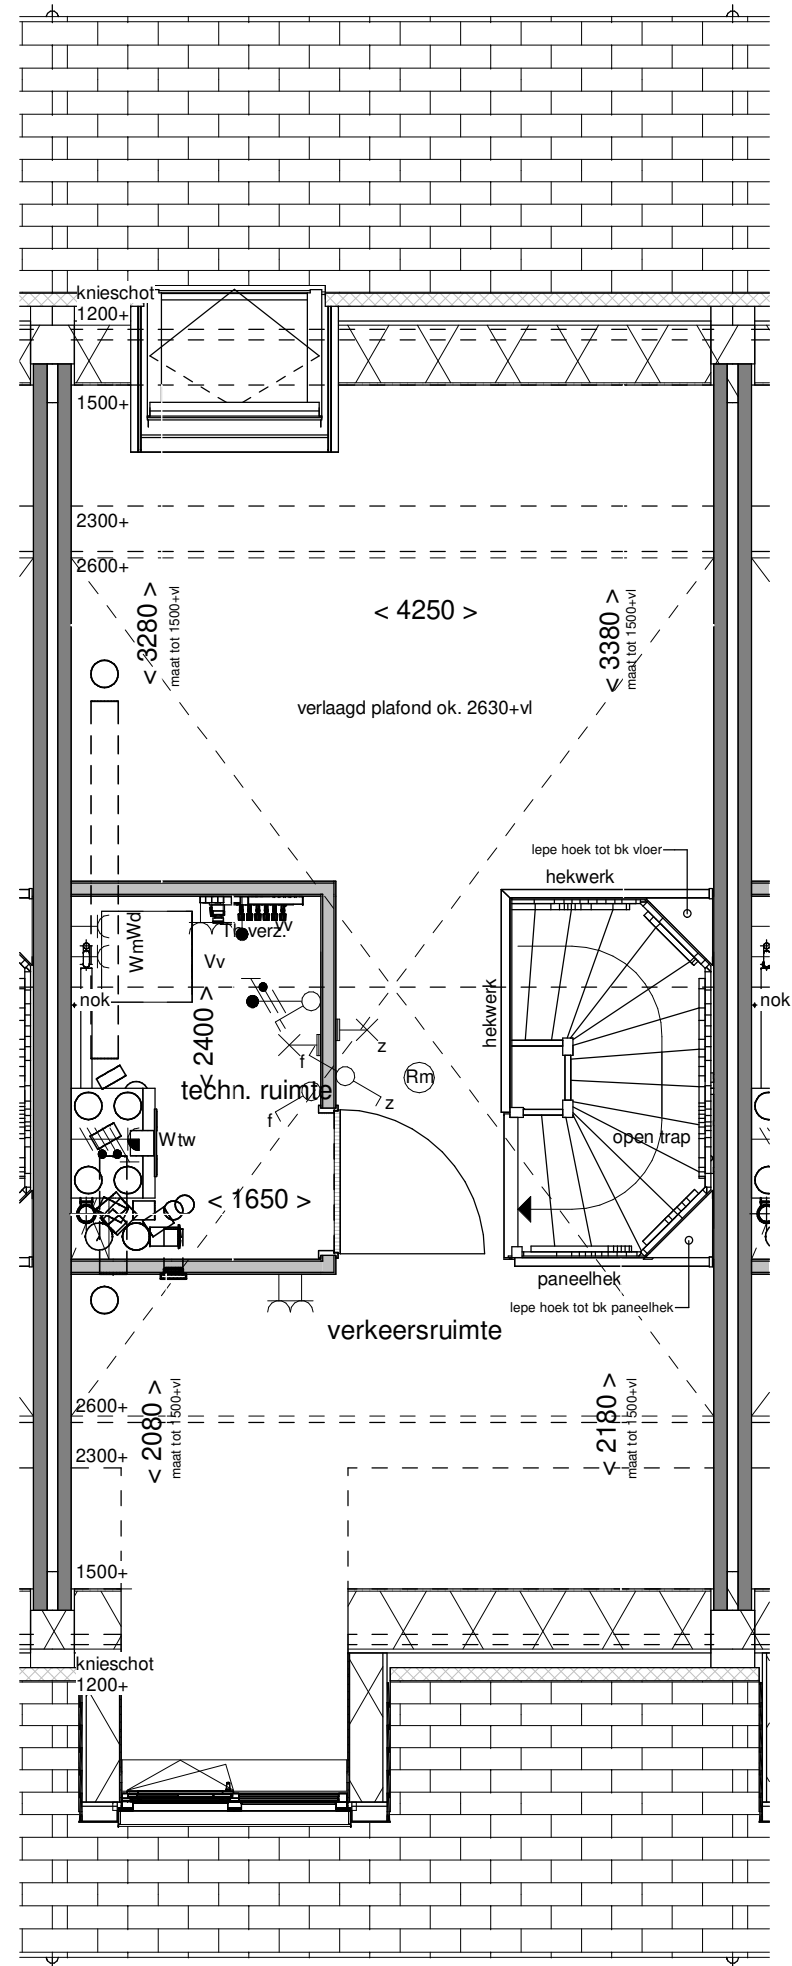 knieschot
1200+
1500+
2300+
2600+
< 3280 >
maat tot 1500+vl
< 4250 >
< 3380 >
maat tot 1500+vl
verlaagd plafond ok. 2630+vl
lepe hoek tot bk vloer
hekwerk
WmWd
Th.verz.
Vv
Vv
hekwerk
nok
nok
< 2400 >
z
f
Rm
techn. ruimte
z
f
Wtw
open trap
< 1650 >
paneelhek
lepe hoek tot bk paneelhek
verkeersruimte
2600+
< 2080 >
maat tot 1500+vl
< 2180 >
maat tot 1500+vl
2300+
1500+
knieschot
1200+